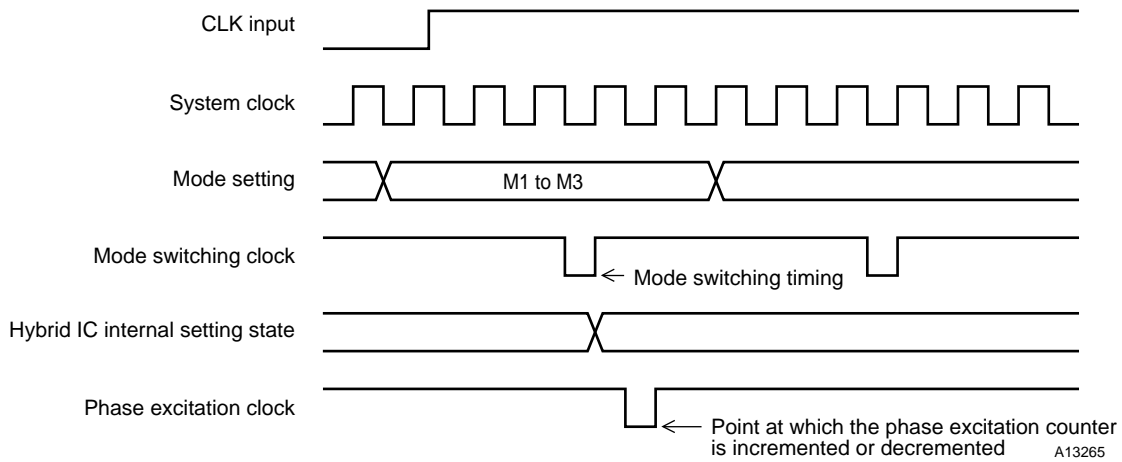 CLK input
System clock
Mode setting
M1 to M3
Mode switching clock
Mode switching timing
Hybrid IC internal setting state
Phase excitation clock
Point at which the phase excitation counter
is incremented or decremented
A13265